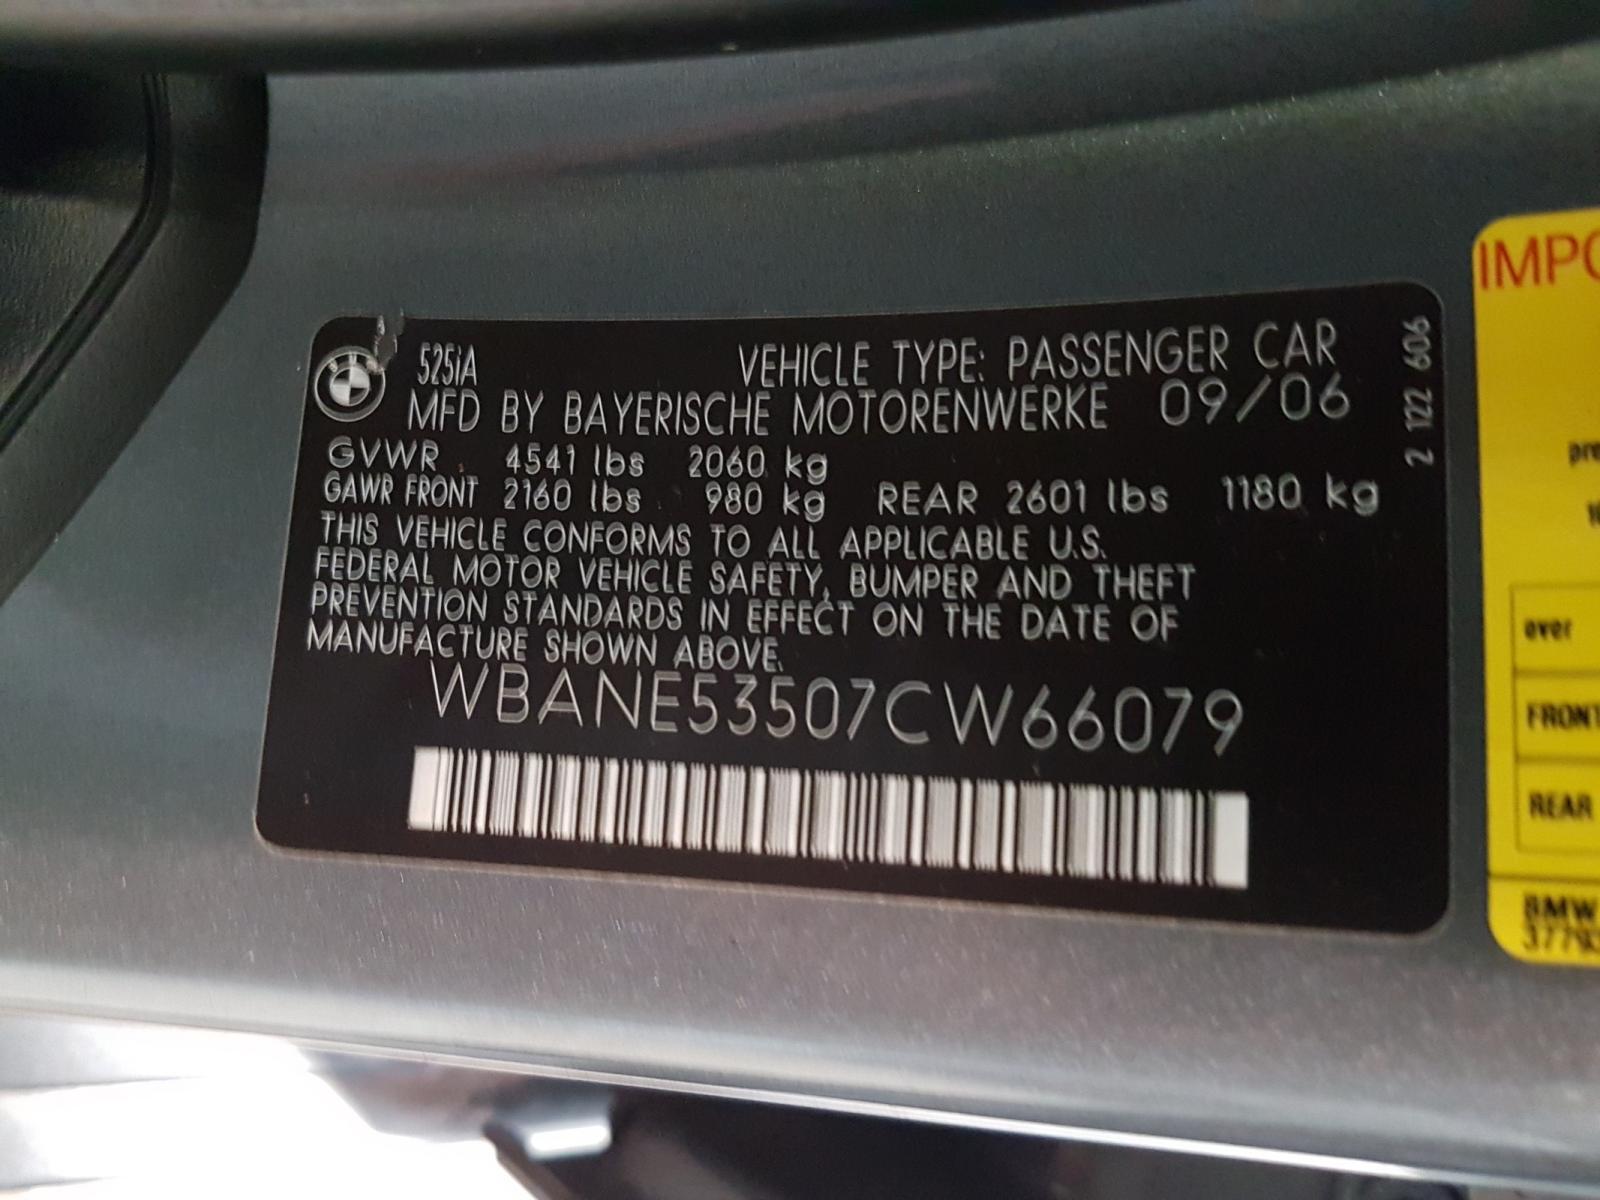 525iA VEHICLE TYPE: PASSENGER CAR
MFD BY BAYERISCHE MOTORENWERKE 09/06
GVWR 4541 lbs 2060 kg
GAWR FRONT 2160 lbs 980 kg REAR 2601 lbs 1180 kg
THIS VEHICLE CONFORMS TO ALL APPLICABLE U.S.
FEDERAL MOTOR VEHICLE SAFETY, BUMPER AND THEFT
PREVENTION STANDARDS IN EFFECT ON THE DATE OF
MANUFACTURE SHOWN ABOVE.
WBANE53507CW66079
2 122 606
over
FRONT
REAR
BMW